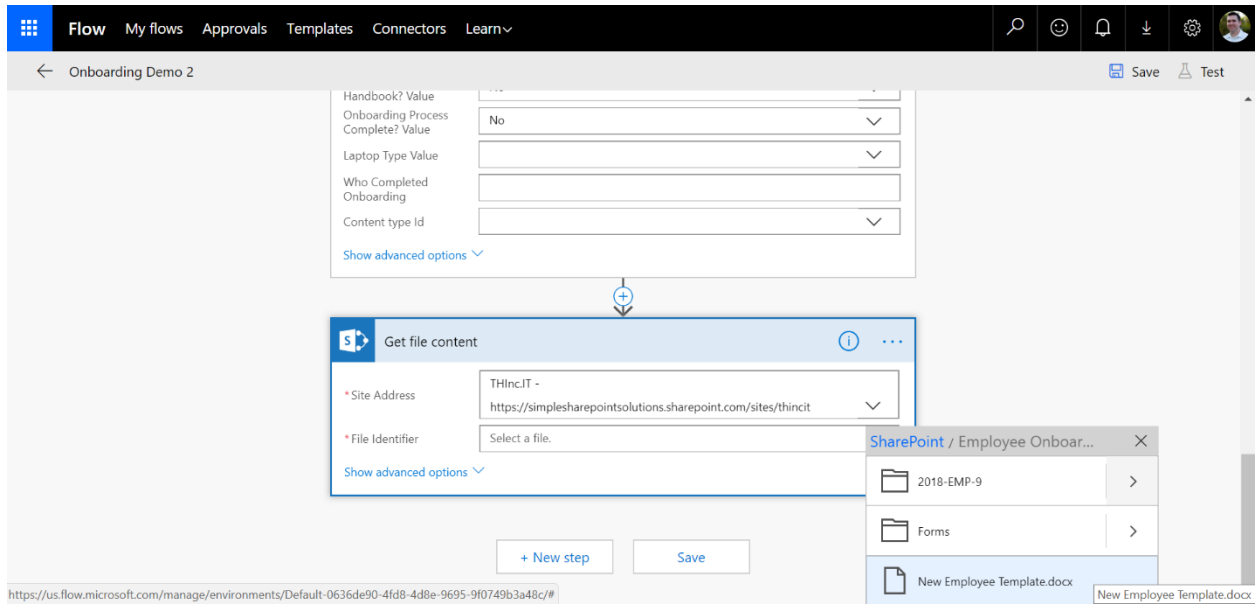 Flow My flows Approvals Templates Connectors Learn
Onboarding Demo 2 Save Test
Handbook? Value
Onboarding Process
Complete? Value
No
Laptop Type Value
Who Completed
Onboarding
Content type Id
Show advanced options
S
Get file content
*Site Address
THInc.IT -
https://simplesharepointsolutions.sharepoint.com/sites/thincit
*File Identifier
Select a file.
Show advanced options
SharePoint / Employee Onboar...
2018-EMP-9
Forms
New Employee Template.docx
New Employee Template.docx
+ New step Save
https://us.flow.microsoft.com/manage/environments/Default-0636de90-4fd8-4d8e-9695-9f0749b3a48c/#